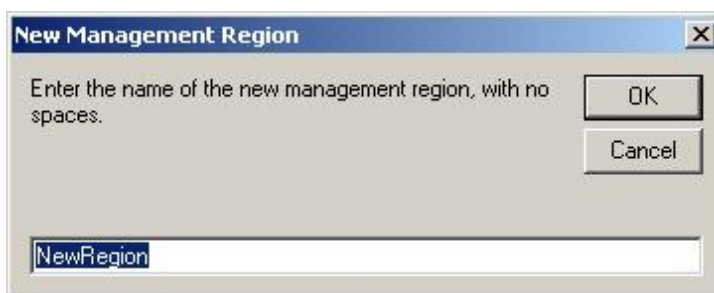 New Management Region
Enter the name of the new management region, with no
spaces.
OK
Cancel
NewRegion